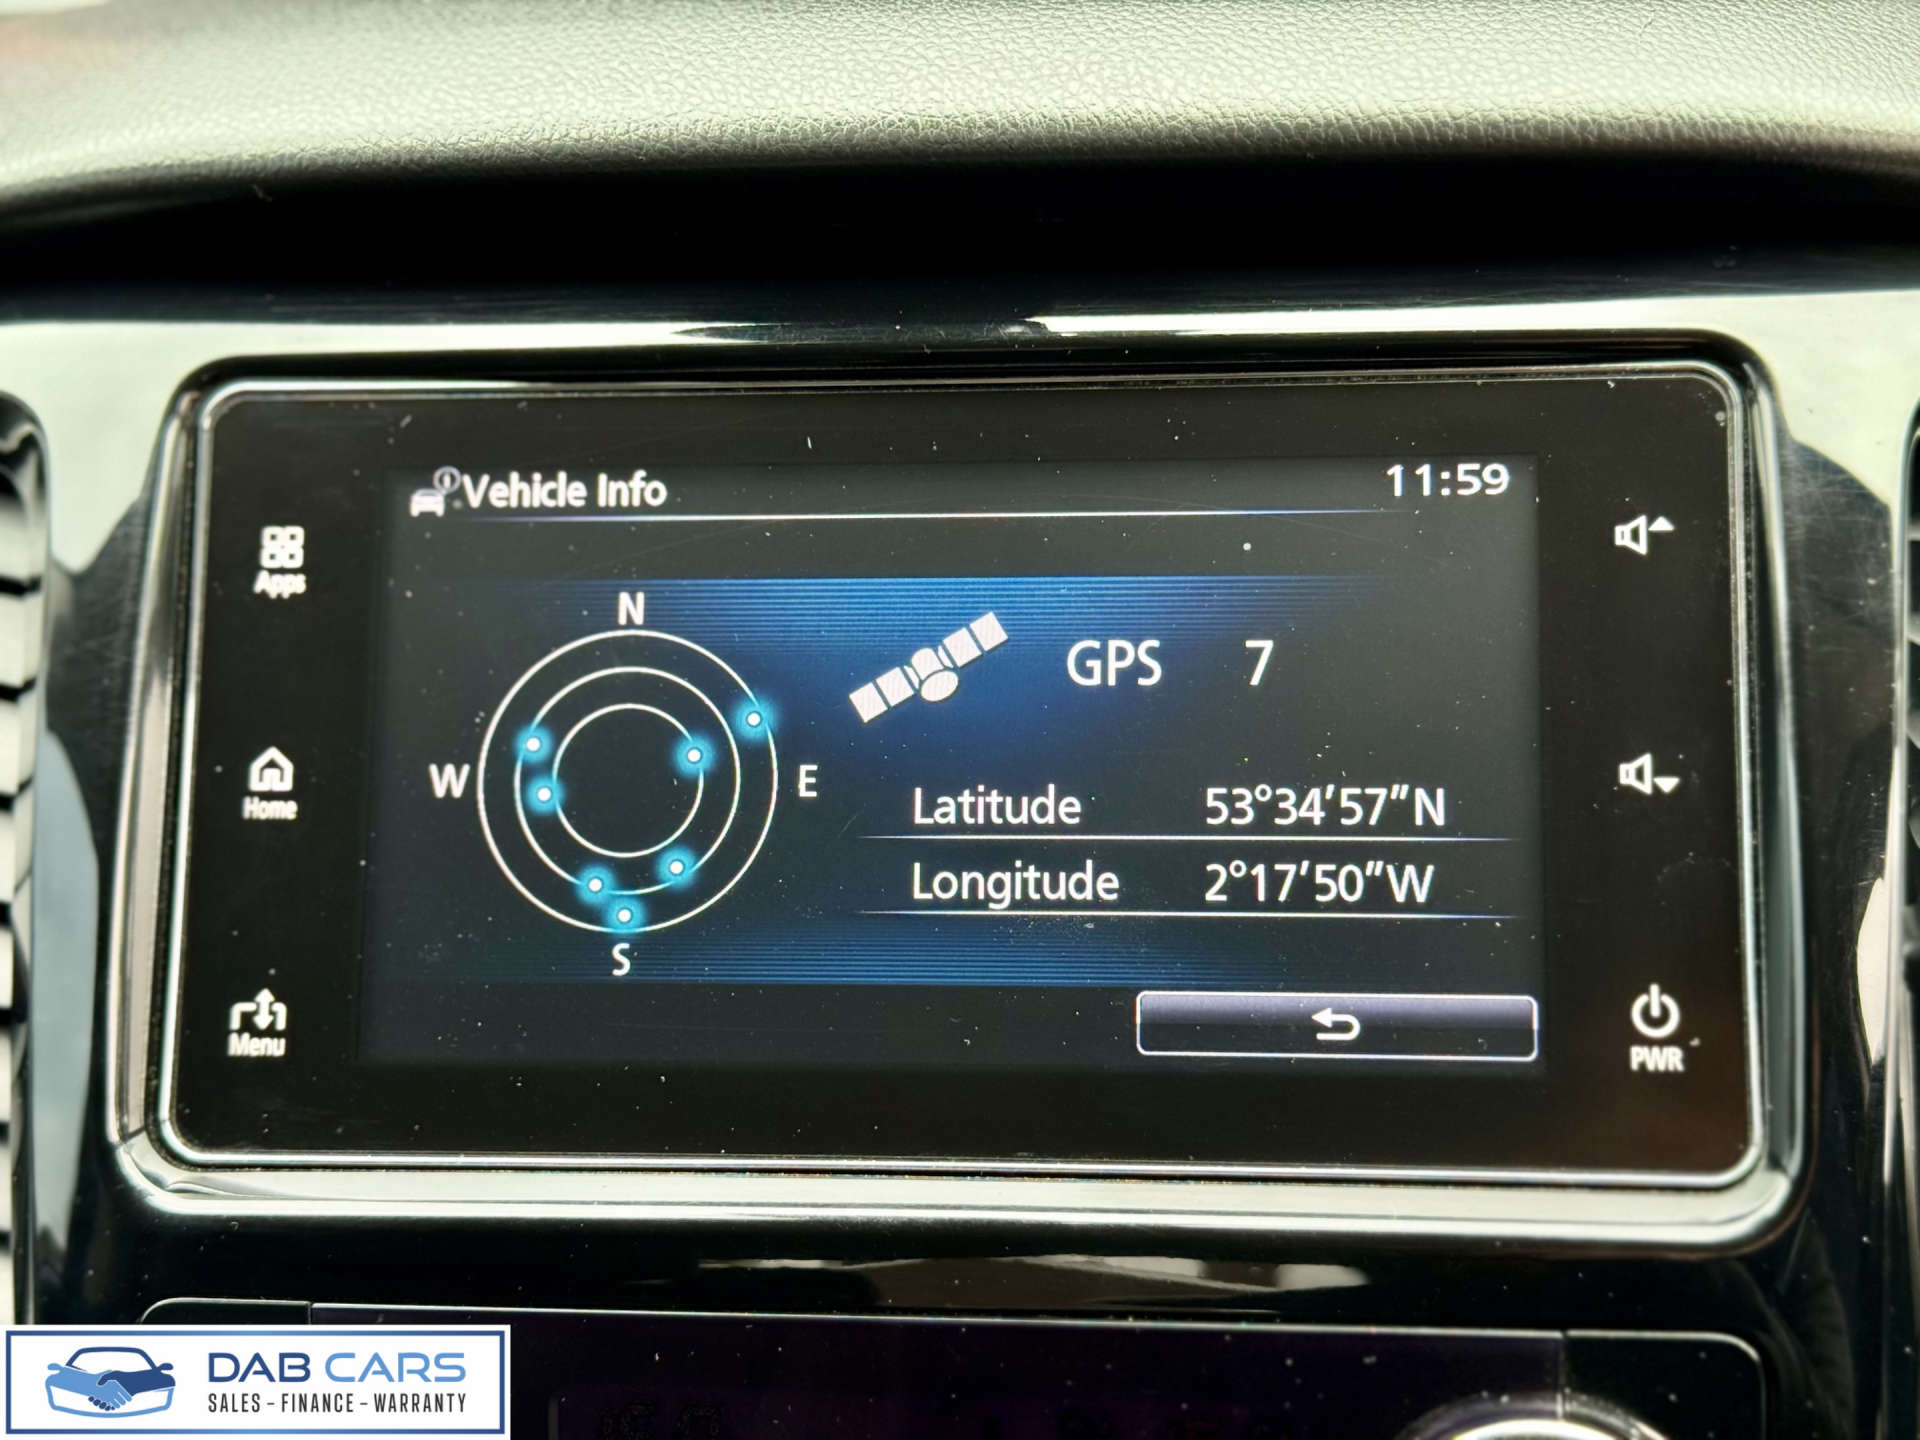 Vehicle Info 11:59
Apps
Home
Menu
N
W
E
S
GPS 7
Latitude 53°34'57"N
Longitude 2°17'50"W
PWR
DAB CARS
SALES - FINANCE - WARRANTY